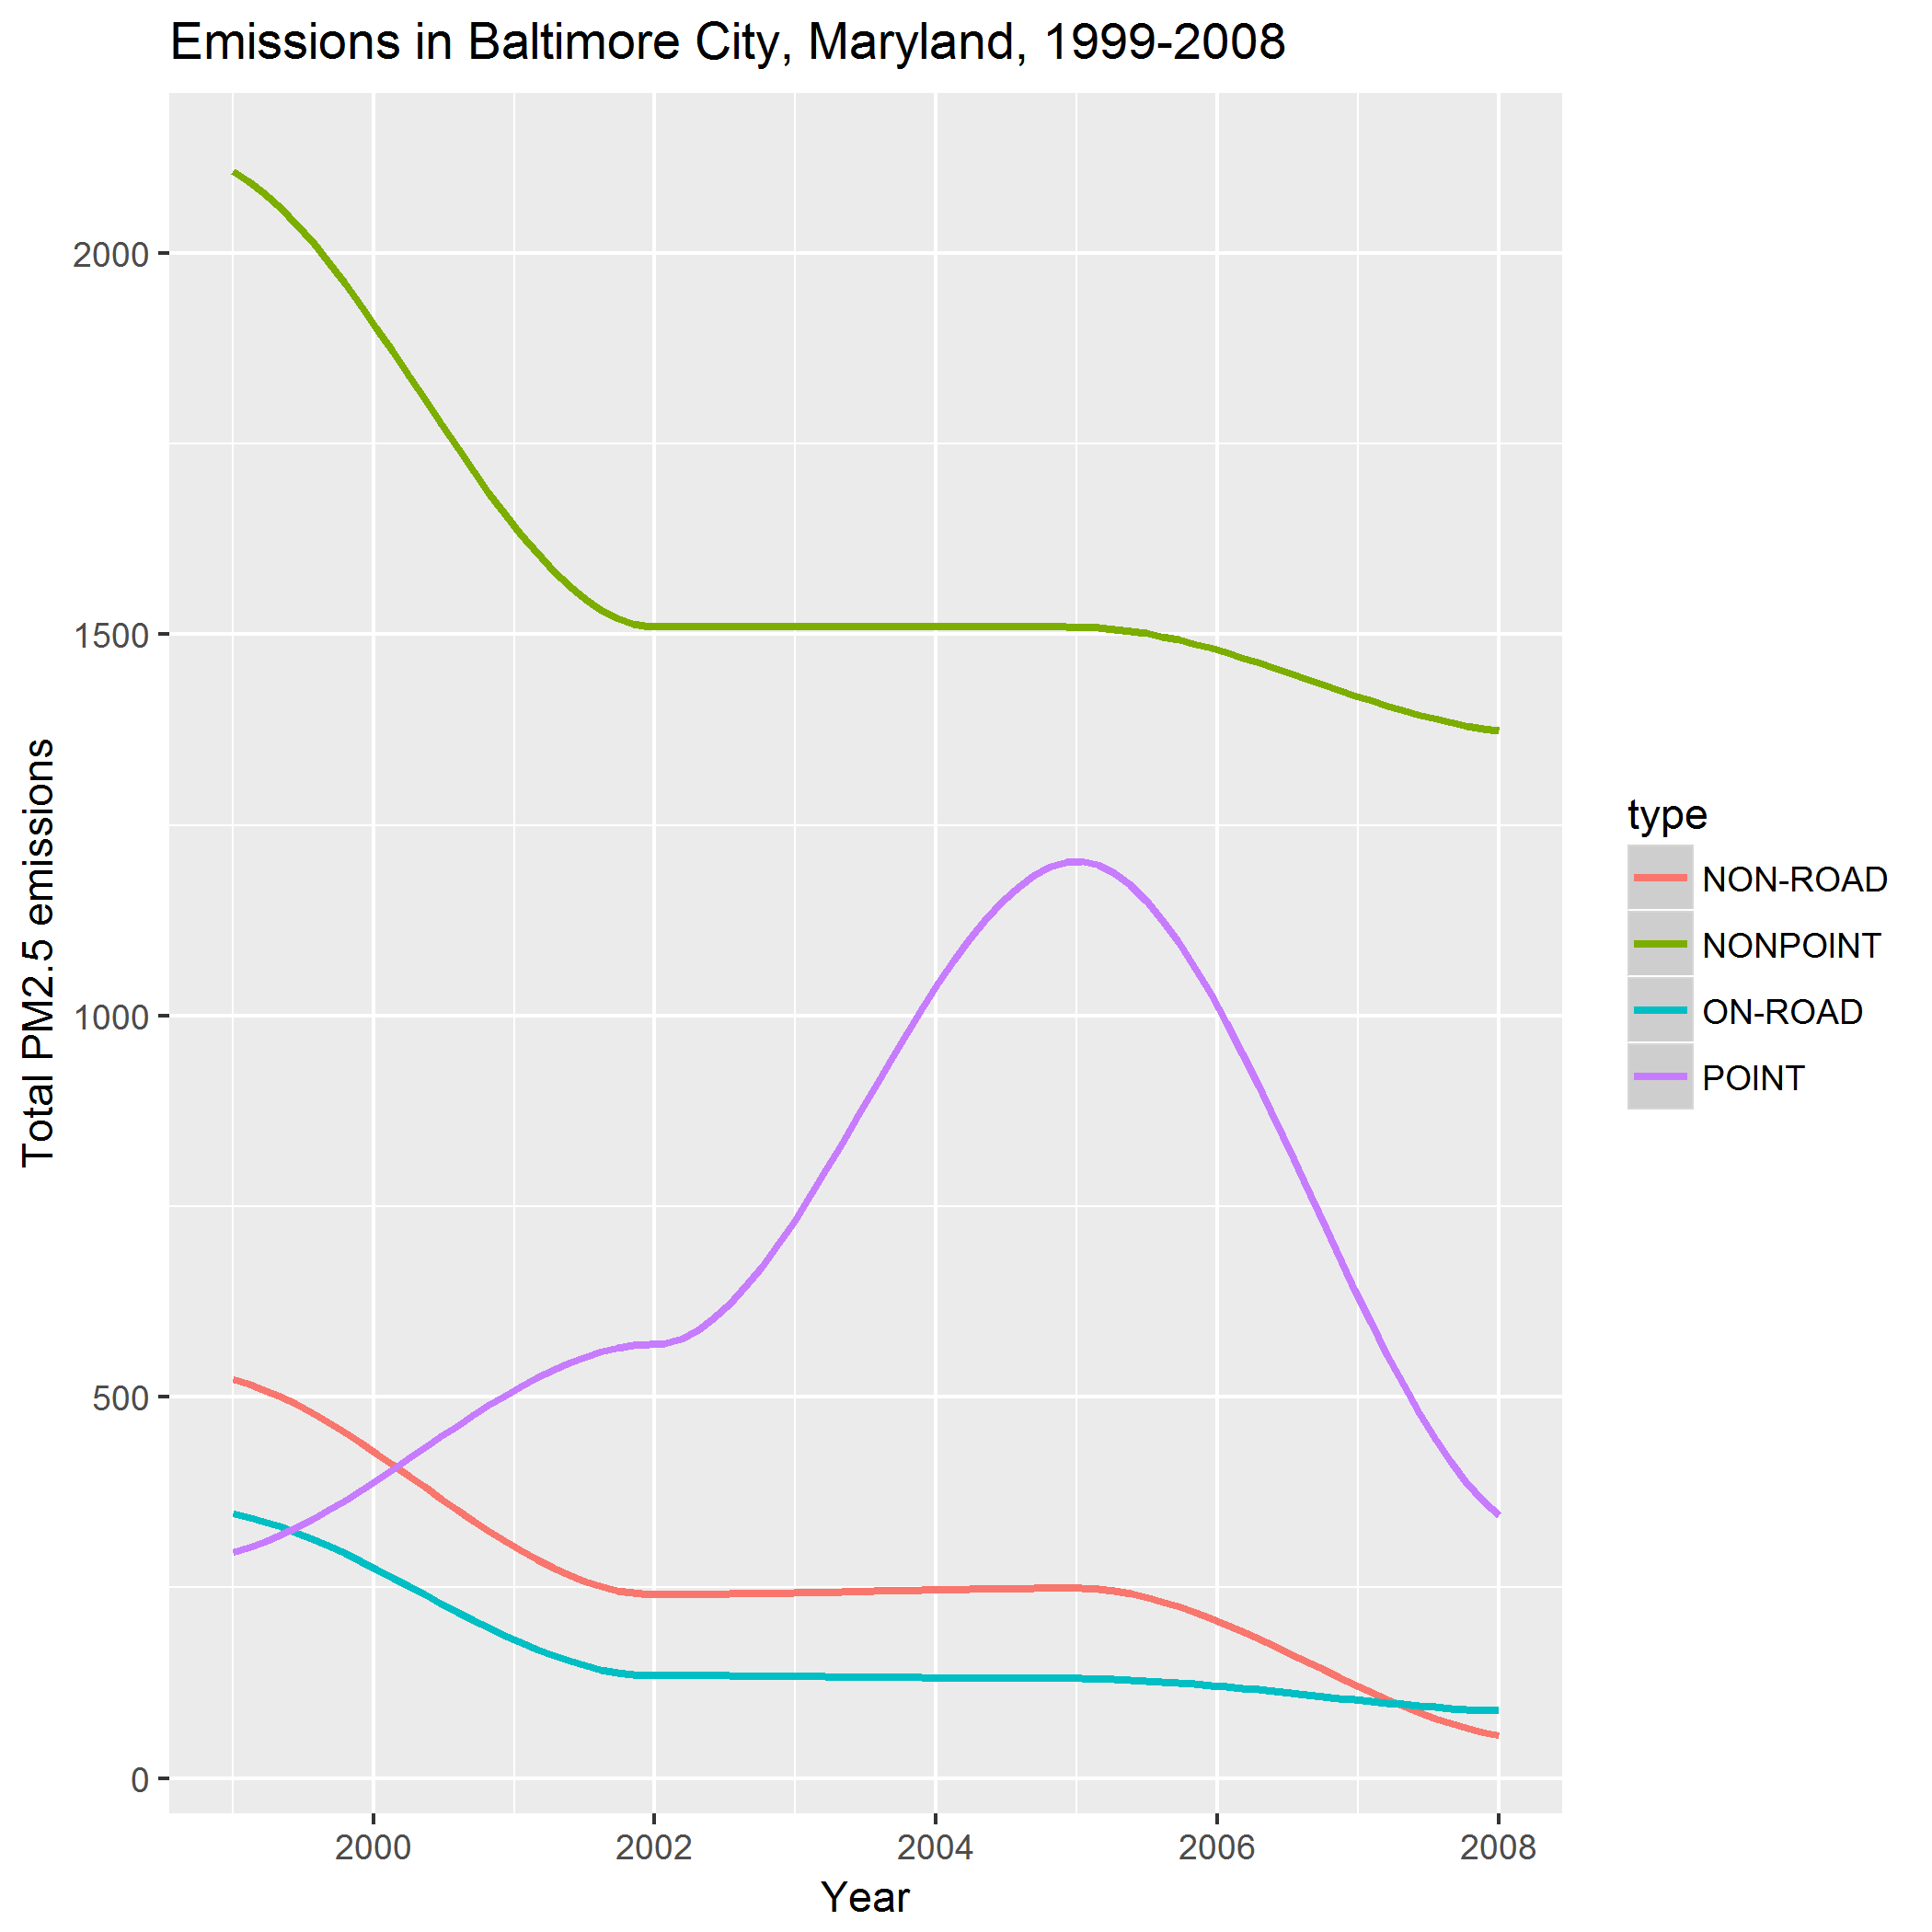 Emissions in Baltimore City, Maryland, 1999-2008
Total PM2.5 emissions
2000
1500
1000
500
0
2000
2002
2004
2006
2008
Year
type
NON-ROAD
NONPOINT
ON-ROAD
POINT